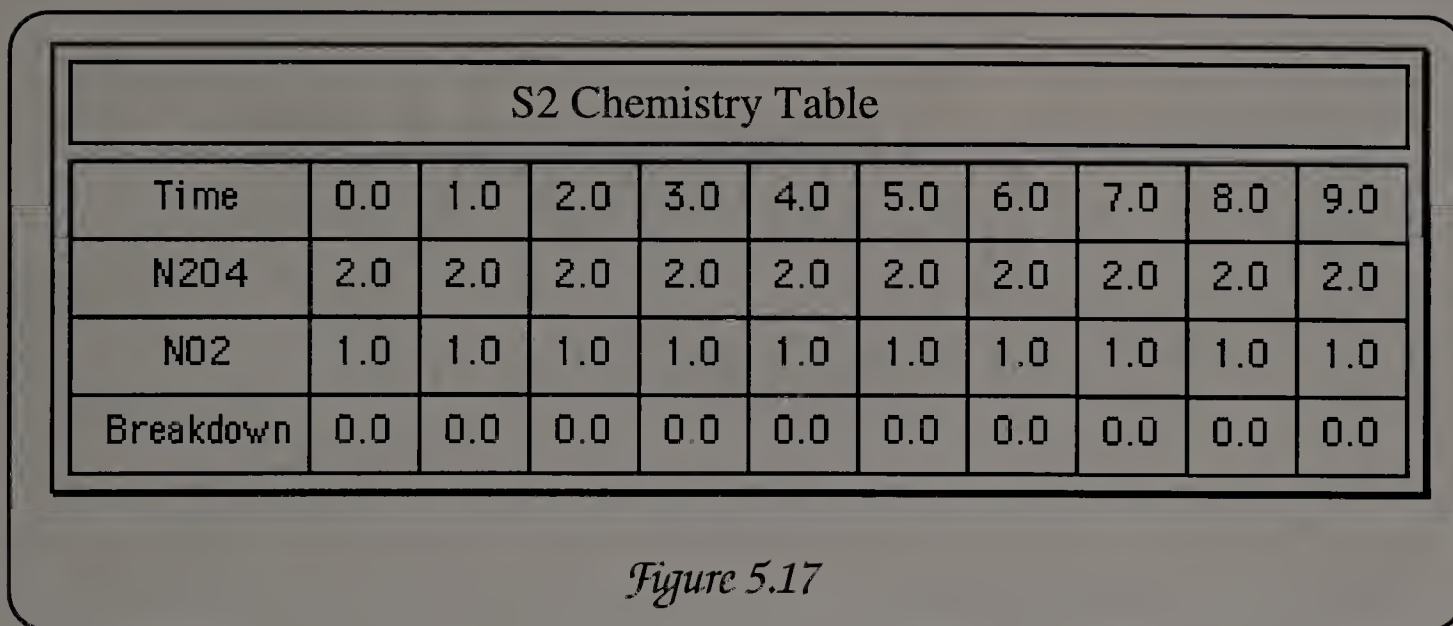 S2 Chemistry Table
Time 0.0 1.0 2.0 3.0 4.0 5.0 6.0 7.0 8.0 9.0
N2O4 2.0 2.0 2.0 2.0 2.0 2.0 2.0 2.0 2.0 2.0
NO2 1.0 1.0 1.0 1.0 1.0 1.0 1.0 1.0 1.0 1.0
Breakdown 0.0 0.0 0.0 0.0 0.0 0.0 0.0 0.0 0.0 0.0
Figure 5.17